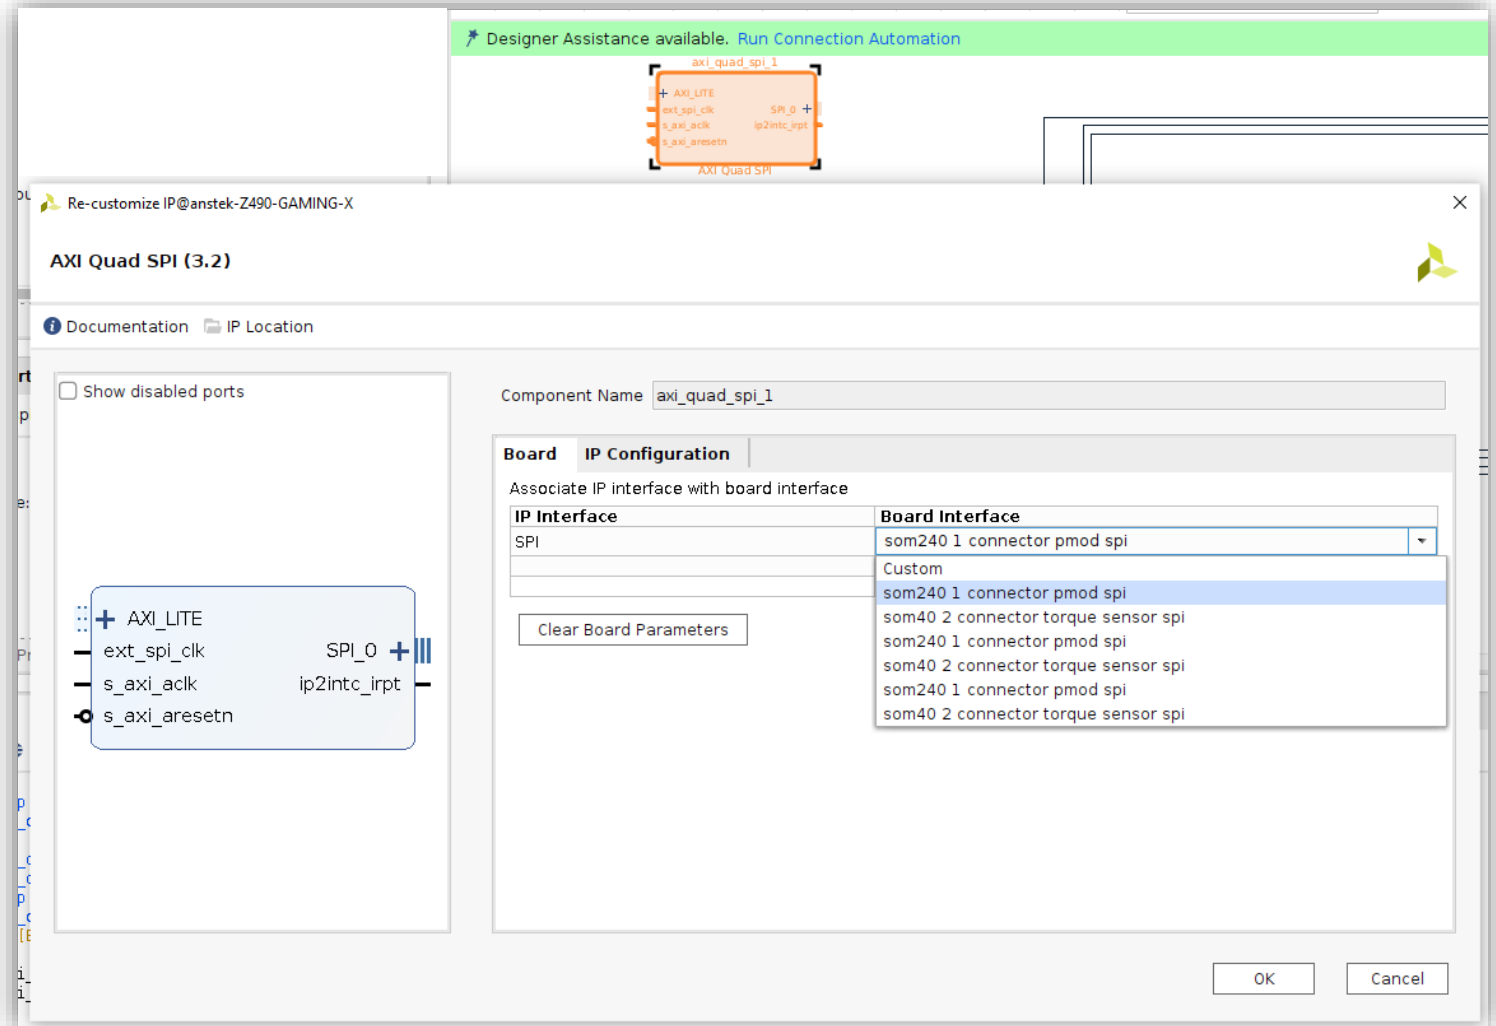 Designer Assistance available. Run Connection Automation
axi_quad_spi_1
AXI_LITE
ext_spi_clk SPI_0
s_axi_aclk ip2intc_irpt
s_axi_aresetn
AXI Quad SPI
Re-customize IP@anstek-Z490-GAMING-X
AXI Quad SPI (3.2)
Documentation IP Location
Show disabled ports
Component Name axi_quad_spi_1
Board IP Configuration
Associate IP interface with board interface
IP Interface Board Interface
SPI som240 1 connector pmod spi
Custom
som240 1 connector pmod spi
som40 2 connector torque sensor spi
som240 1 connector pmod spi
som40 2 connector torque sensor spi
som240 1 connector pmod spi
som40 2 connector torque sensor spi
Clear Board Parameters
AXI_LITE
ext_spi_clk SPI_0
s_axi_aclk ip2intc_irpt
s_axi_aresetn
OK Cancel